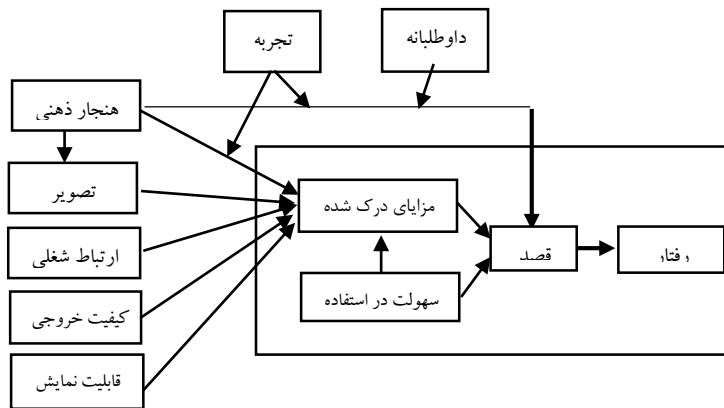 تجربه
داوطلبانه
هنجار ذهنی
تصویر
مزایای درک شده
ارتباط شغلی
قصد
رفتار
سهولت در استفاده
کیفیت خروجی
قابلیت نمایش